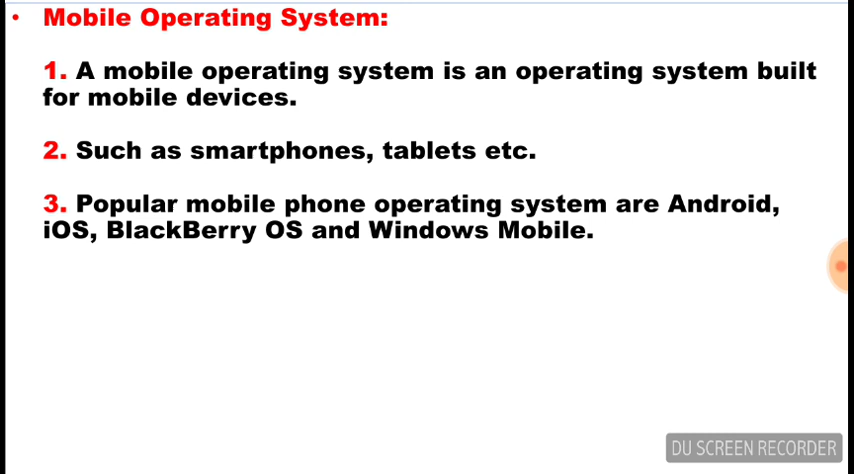 • Mobile Operating System:
1. A mobile operating system is an operating system built
for mobile devices.
2. Such as smartphones, tablets etc.
3. Popular mobile phone operating system are Android,
iOS, BlackBerry OS and Windows Mobile.
DU SCREEN RECORDER